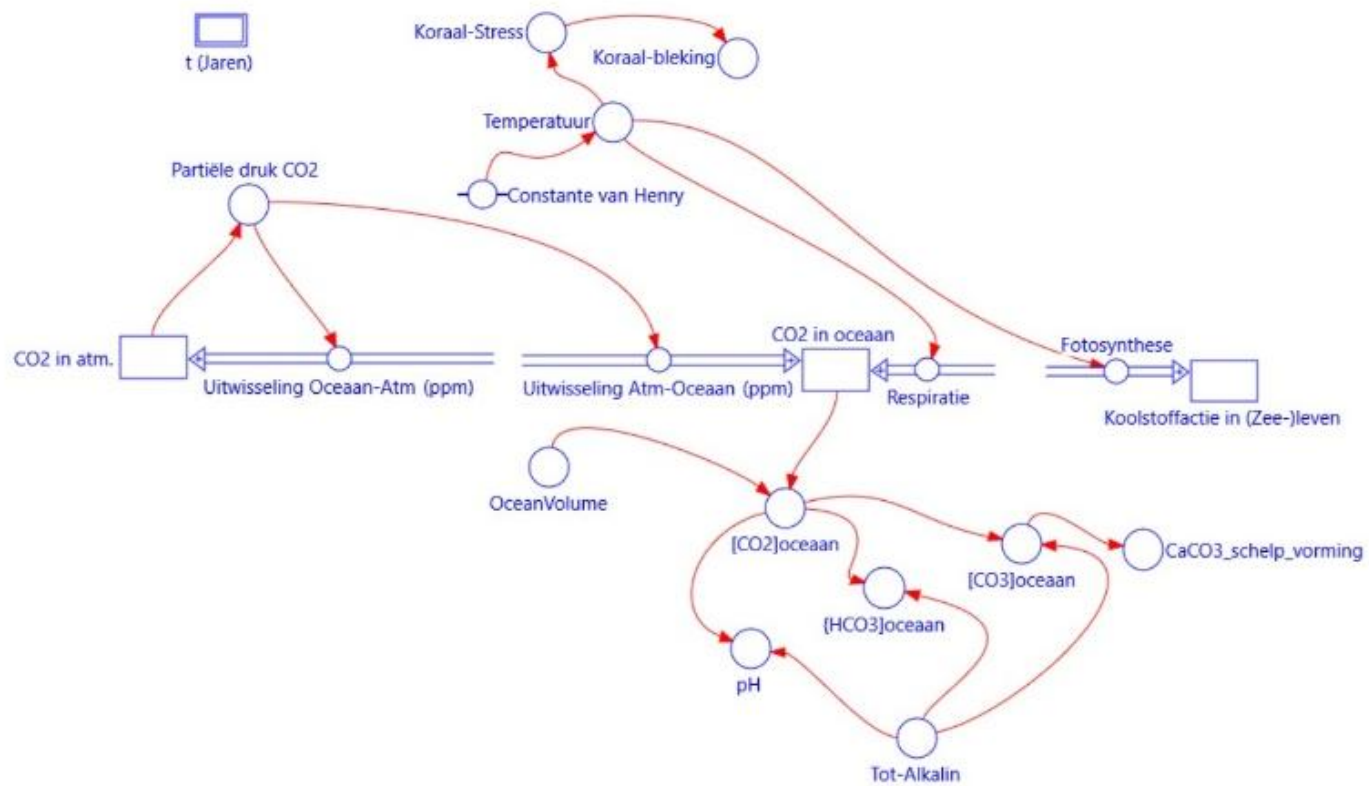 t (Jaren)
Koraal-Stress
Koraal-bleking
Temperatuur
Partiële druk CO2
Constante van Henry
CO2 in atm.
Uitwisseling Oceaan-Atm (ppm)
Uitwisseling Atm-Oceaan (ppm)
CO2 in oceaan
Respiratie
Fotosynthese
Koolstoffactie in (Zee-)leven
OceanVolume
[CO2]oceaan
[CO3]oceaan
CaCO3_schelp_vorming
{HCO3]oceaan
pH
Tot-Alkalin